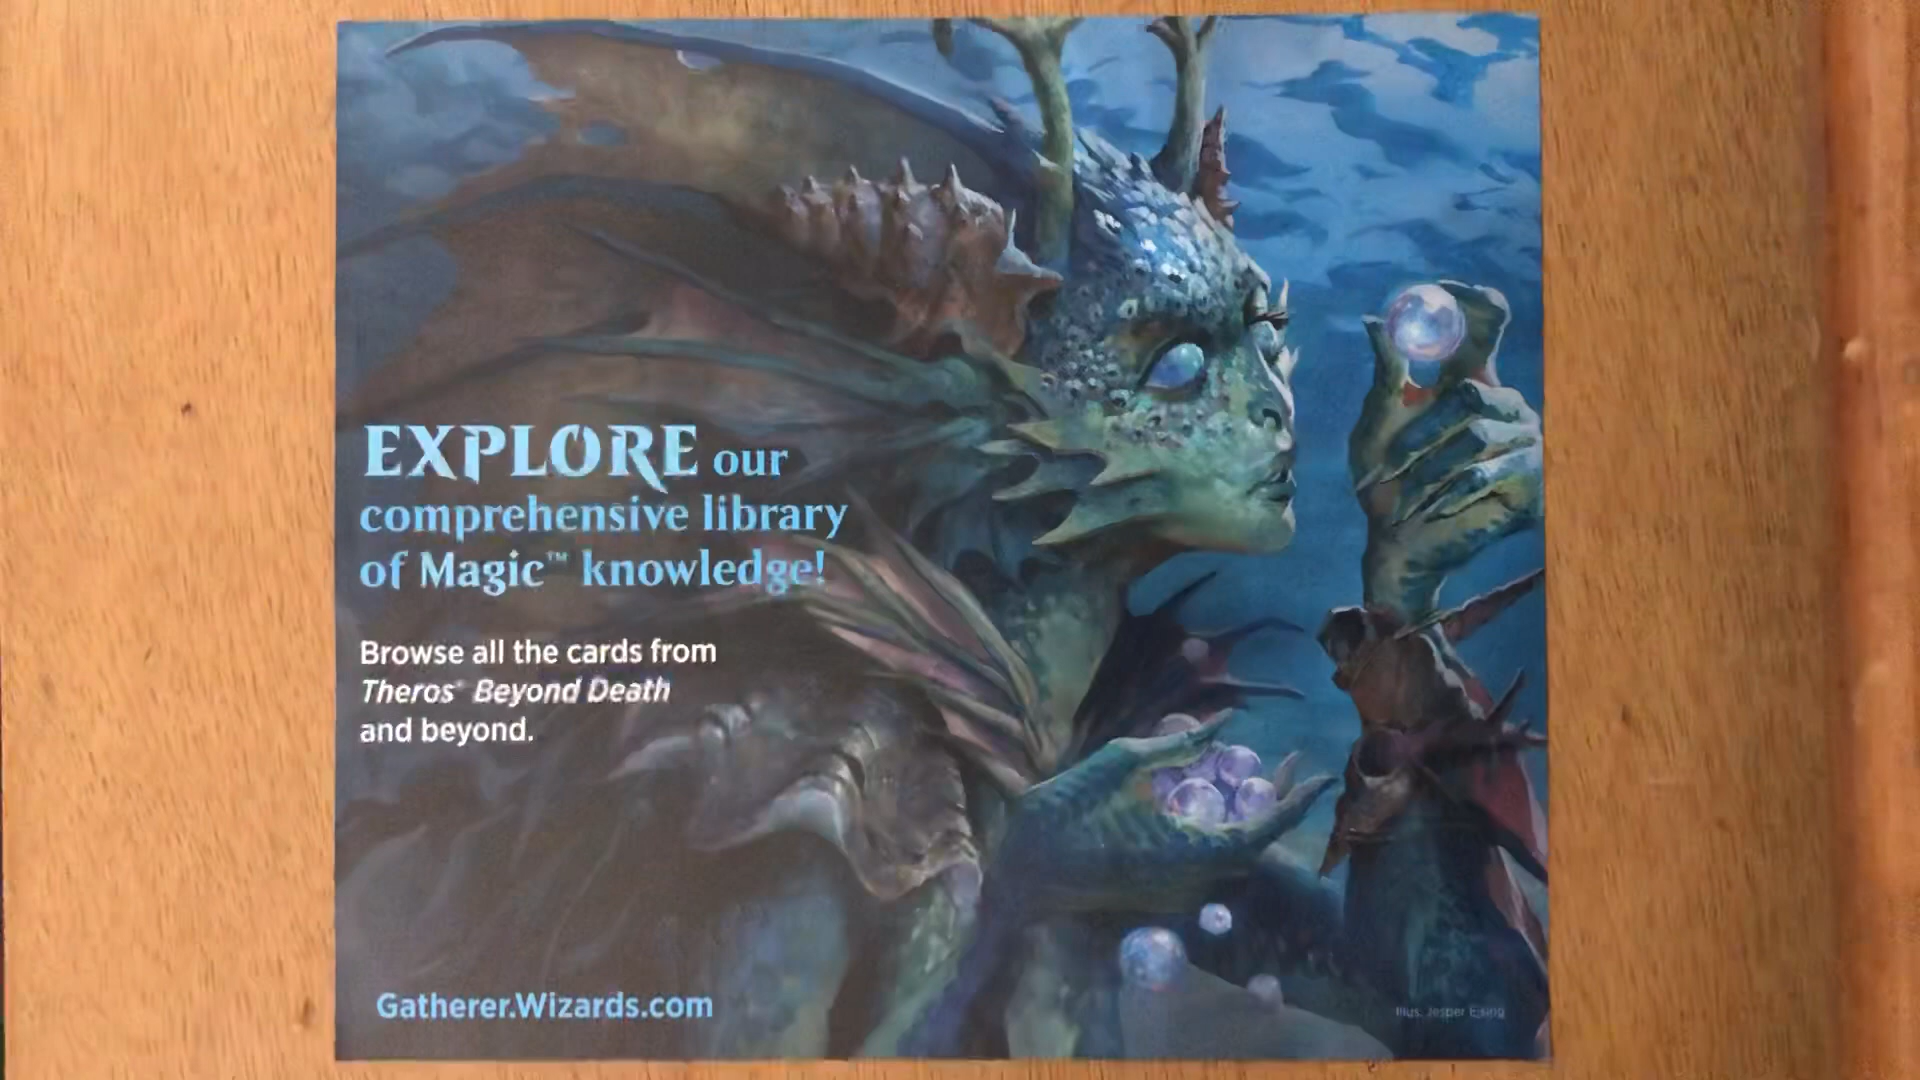 EXPLORE our
comprehensive library
of Magic™ knowledge!
Browse all the cards from
Theros® Beyond Death
and beyond.
Gatherer.Wizards.com
Illus. Jesper Ejsing